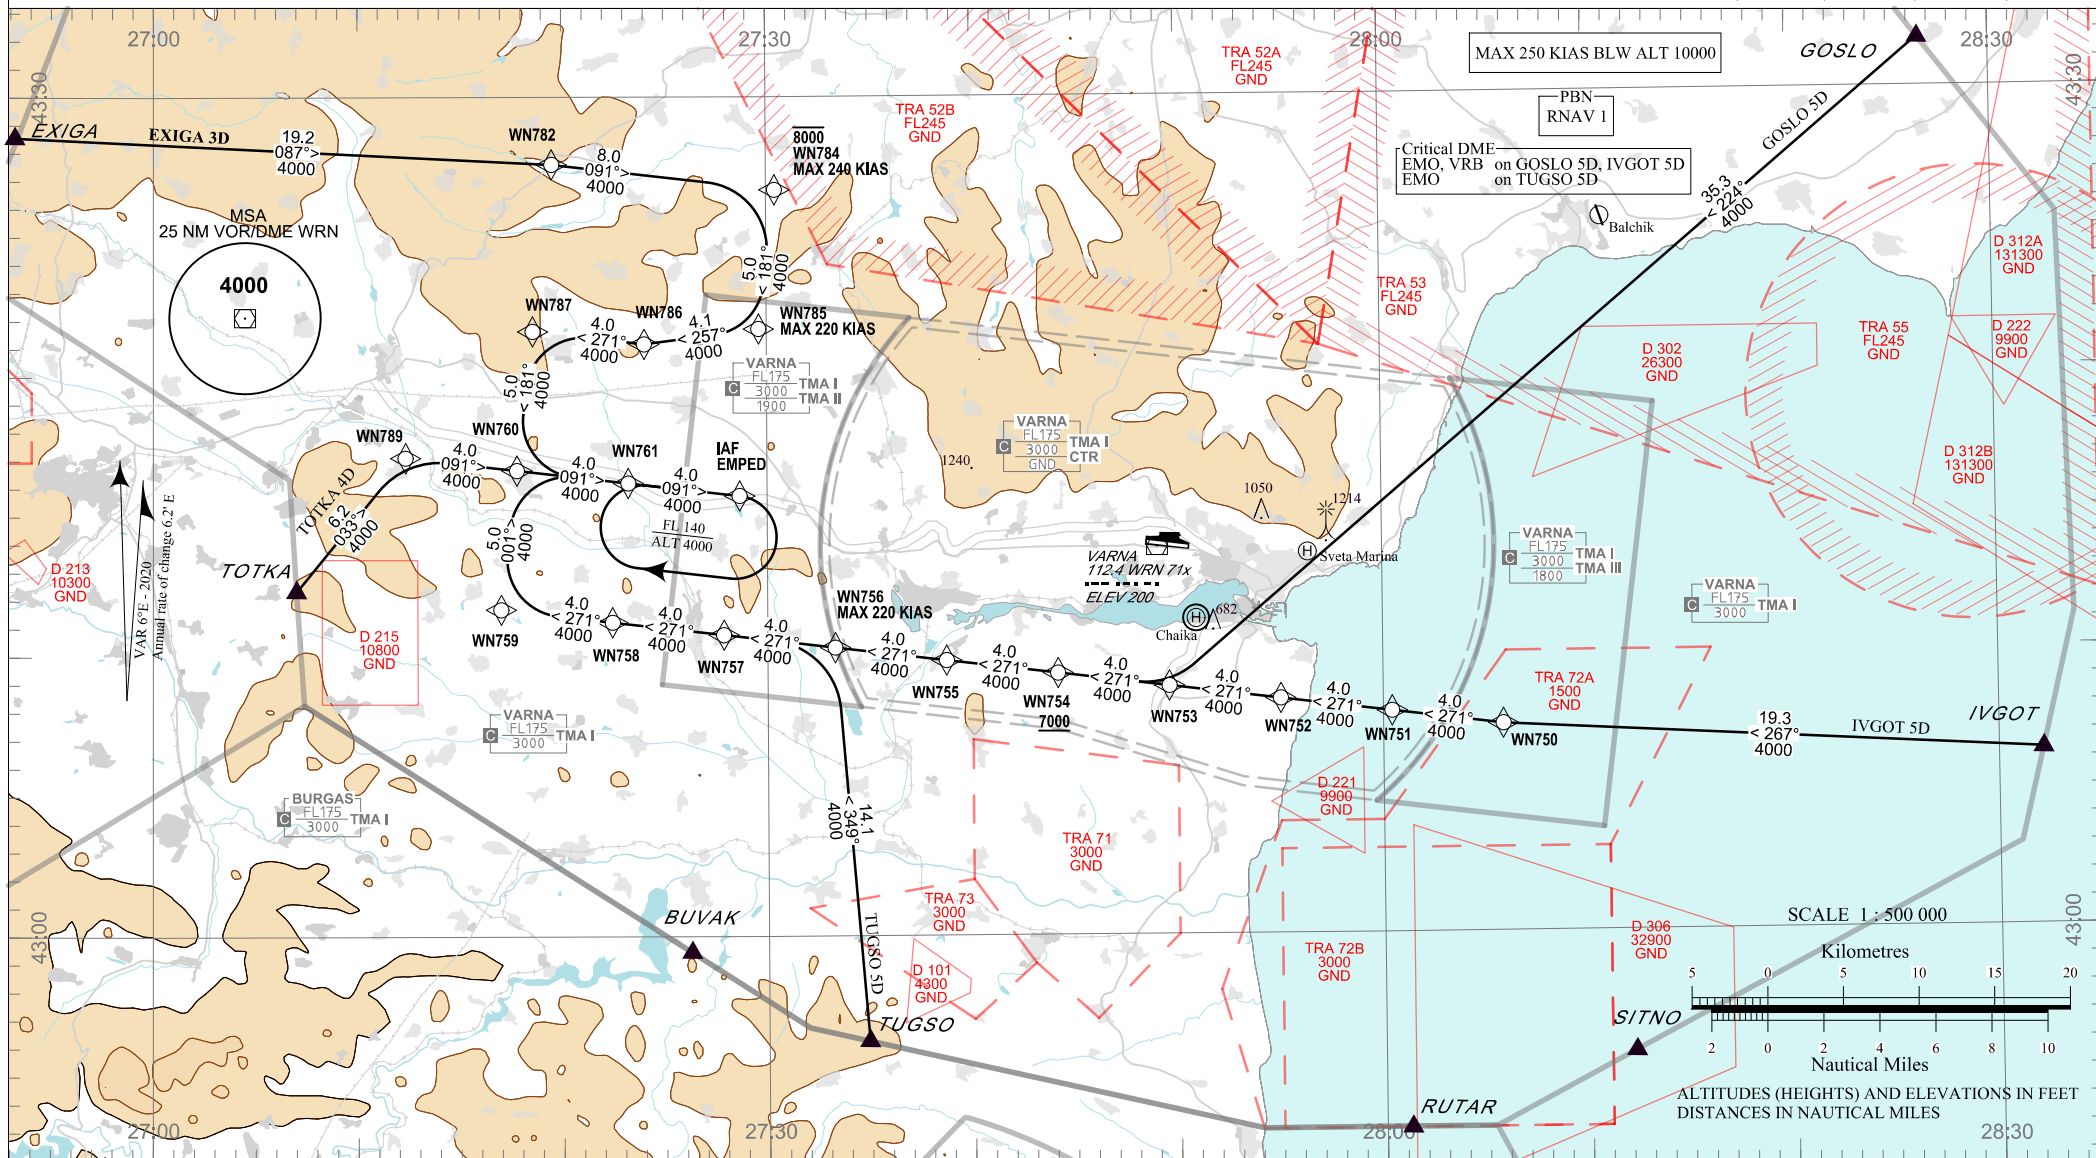 27:00
27:30
28:00
28:30
43:30
43:30
MAX 250 KIAS BLW ALT 10000
PBN
RNAV 1
Critical DME
EMO, VRB on GOSLO 5D, IVGOT 5D
EMO on TUGSO 5D
GOSLO
GOSLO 5D
35.3
< 224°
4000
Balchik
EXIGA
EXIGA 3D
19.2
087°>
4000
WN782
8.0
091°>
4000
8000
WN784
MAX 240 KIAS
TRA 52B
FL245
GND
TRA 52A
FL245
GND
TRA 53
FL245
GND
MSA
25 NM VOR/DME WRN
4000
5.0
< 181°
4000
WN787
4.0
< 271°
4000
WN786
4.1
< 257°
4000
WN785
MAX 220 KIAS
VARNA
C
FL175
3000
1900
TMA I
TMA II
D 312A
131300
GND
D 222
9900
GND
TRA 55
FL245
GND
D 302
26300
GND
D 312B
131300
GND
5.0
< 181°
4000
WN789
4.0
091°>
4000
WN760
4.0
091°>
4000
WN761
4.0
091°>
4000
IAF
EMPED
FL 140
ALT 4000
VARNA
C
FL175
3000
GND
TMA I
CTR
1240
1050
1214
H
Sveta Marina
TOTKA 4D
6.2
033°>
4000
TOTKA
VAR 6°E - 2020
Annual rate of change 6.2' E
D 213
10300
GND
D 215
10800
GND
5.0
001°>
4000
WN759
4.0
< 271°
4000
WN758
4.0
< 271°
4000
WN757
4.0
< 271°
4000
WN756
MAX 220 KIAS
4.0
< 271°
4000
WN755
4.0
< 271°
4000
WN754
7000
4.0
< 271°
4000
WN753
4.0
< 271°
4000
WN752
4.0
< 271°
4000
WN751
4.0
< 271°
4000
WN750
VARNA
112.4 WRN 71x
ELEV 200
H
682
Chaika
VARNA
C
FL175
3000
1800
TMA I
TMA III
VARNA
C
FL175
3000
TMA I
TRA 72A
1500
GND
19.3
< 267°
4000
IVGOT 5D
IVGOT
VARNA
C
FL175
3000
TMA I
BURGAS
C
FL175
3000
TMA I
14.1
< 349°
4000
TUGSO 5D
TUGSO
BUVAK
D 221
9900
GND
TRA 71
3000
GND
TRA 73
3000
GND
D 101
4300
GND
TRA 72B
3000
GND
D 306
32900
GND
SITNO
RUTAR
SCALE 1 : 500 000
Kilometres
5 0 5 10 15 20
2 0 2 4 6 8 10
Nautical Miles
ALTITUDES (HEIGHTS) AND ELEVATIONS IN FEET
DISTANCES IN NAUTICAL MILES
43:00
43:00
27:00
27:30
28:00
28:30